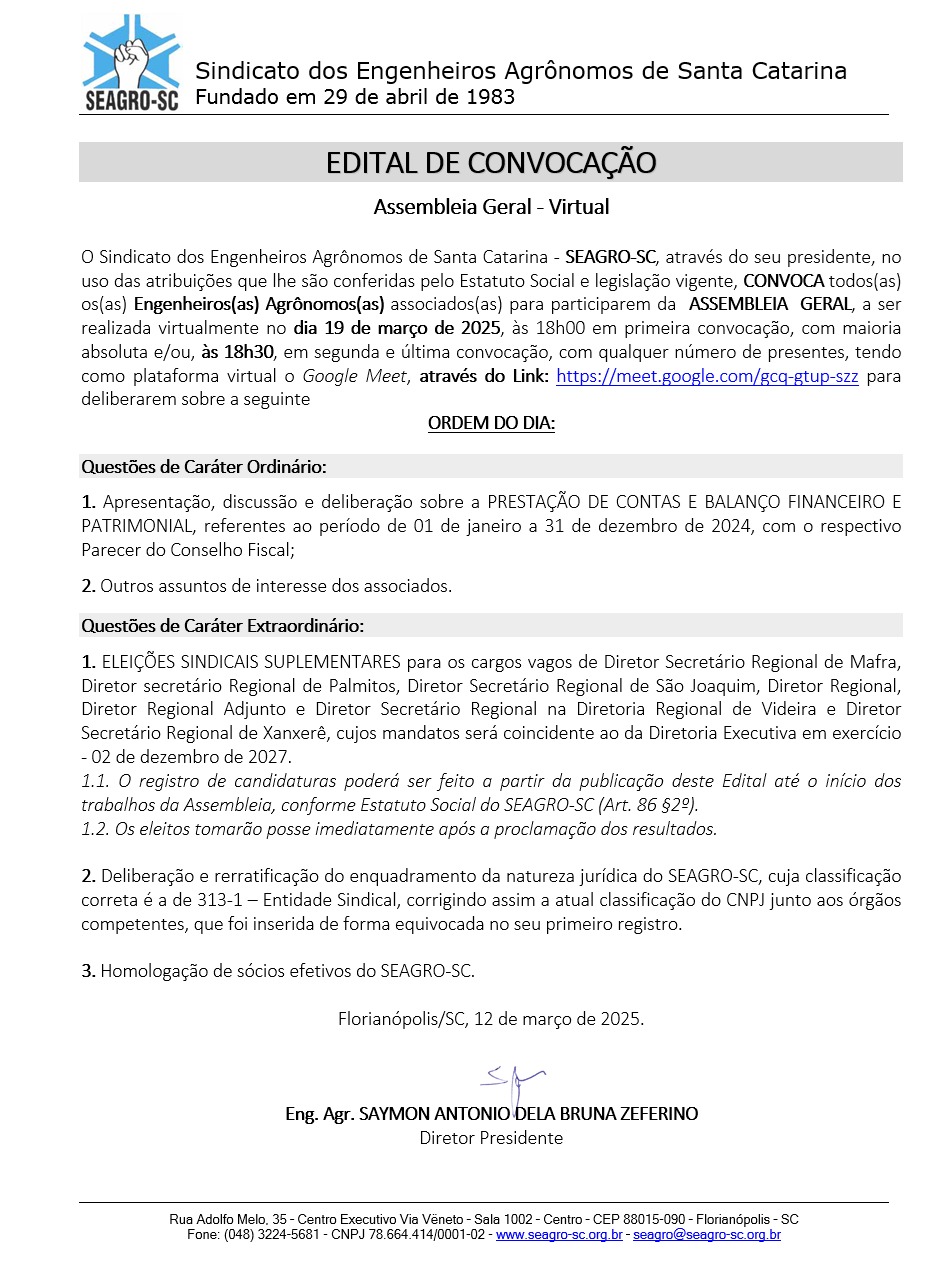 SEAGRO-SC
Sindicato dos Engenheiros Agrônomos de Santa Catarina
Fundado em 29 de abril de 1983
EDITAL DE CONVOCAÇÃO
Assembleia Geral - Virtual
O Sindicato dos Engenheiros Agrônomos de Santa Catarina - SEAGRO-SC, através do seu presidente, no
uso das atribuições que lhe são conferidas pelo Estatuto Social e legislação vigente, CONVOCA todos(as)
os(as) Engenheiros(as) Agrônomos(as) associados(as) para participarem da ASSEMBLEIA GERAL, a ser
realizada virtualmente no dia 19 de março de 2025, às 18h00 em primeira convocação, com maioria
absoluta e/ou, às 18h30, em segunda e última convocação, com qualquer número de presentes, tendo
como plataforma virtual o Google Meet, através do Link: https://meet.google.com/gcq-gtup-szz para
deliberarem sobre a seguinte
ORDEM DO DIA:
Questões de Caráter Ordinário:
1. Apresentação, discussão e deliberação sobre a PRESTAÇÃO DE CONTAS E BALANÇO FINANCEIRO E
PATRIMONIAL, referentes ao período de 01 de janeiro a 31 de dezembro de 2024, com o respectivo
Parecer do Conselho Fiscal;
2. Outros assuntos de interesse dos associados.
Questões de Caráter Extraordinário:
1. ELEIÇÕES SINDICAIS SUPLEMENTARES para os cargos vagos de Diretor Secretário Regional de Mafra,
Diretor secretário Regional de Palmitos, Diretor Secretário Regional de São Joaquim, Diretor Regional,
Diretor Regional Adjunto e Diretor Secretário Regional na Diretoria Regional de Videira e Diretor
Secretário Regional de Xanxerê, cujos mandatos será coincidente ao da Diretoria Executiva em exercício
- 02 de dezembro de 2027.
1.1. O registro de candidaturas poderá ser feito a partir da publicação deste Edital até o início dos
trabalhos da Assembleia, conforme Estatuto Social do SEAGRO-SC (Art. 86 §2º).
1.2. Os eleitos tomarão posse imediatamente após a proclamação dos resultados.
2. Deliberação e rerratificação do enquadramento da natureza jurídica do SEAGRO-SC, cuja classificação
correta é a de 313-1 – Entidade Sindical, corrigindo assim a atual classificação do CNPJ junto aos órgãos
competentes, que foi inserida de forma equivocada no seu primeiro registro.
3. Homologação de sócios efetivos do SEAGRO-SC.
Florianópolis/SC, 12 de março de 2025.
Eng. Agr. SAYMON ANTONIO DELA BRUNA ZEFERINO
Diretor Presidente
Rua Adolfo Melo, 35 - Centro Executivo Via Vêneto - Sala 1002 - Centro - CEP 88015-090 - Florianópolis - SC
Fone: (048) 3224-5681 - CNPJ 78.664.414/0001-02 - www.seagro-sc.org.br - seagro@seagro-sc.org.br